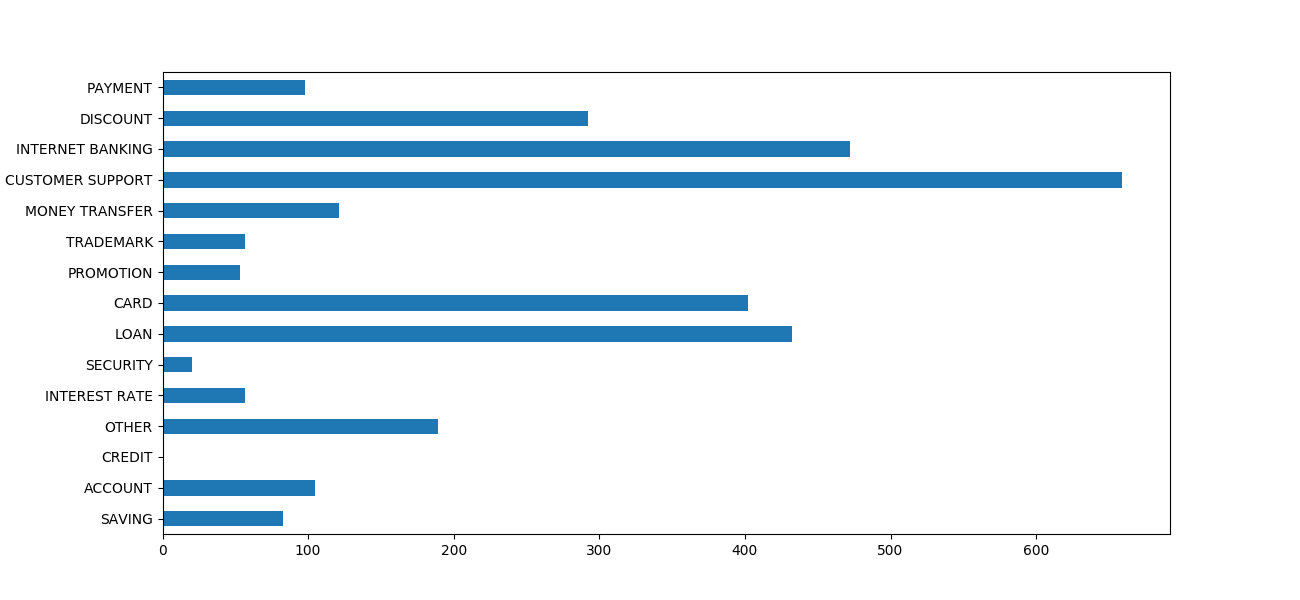 PAYMENT
DISCOUNT
INTERNET BANKING
CUSTOMER SUPPORT
MONEY TRANSFER
TRADEMARK
PROMOTION
CARD
LOAN
SECURITY
INTEREST RATE
OTHER
CREDIT
ACCOUNT
SAVING
0 100 200 300 400 500 600